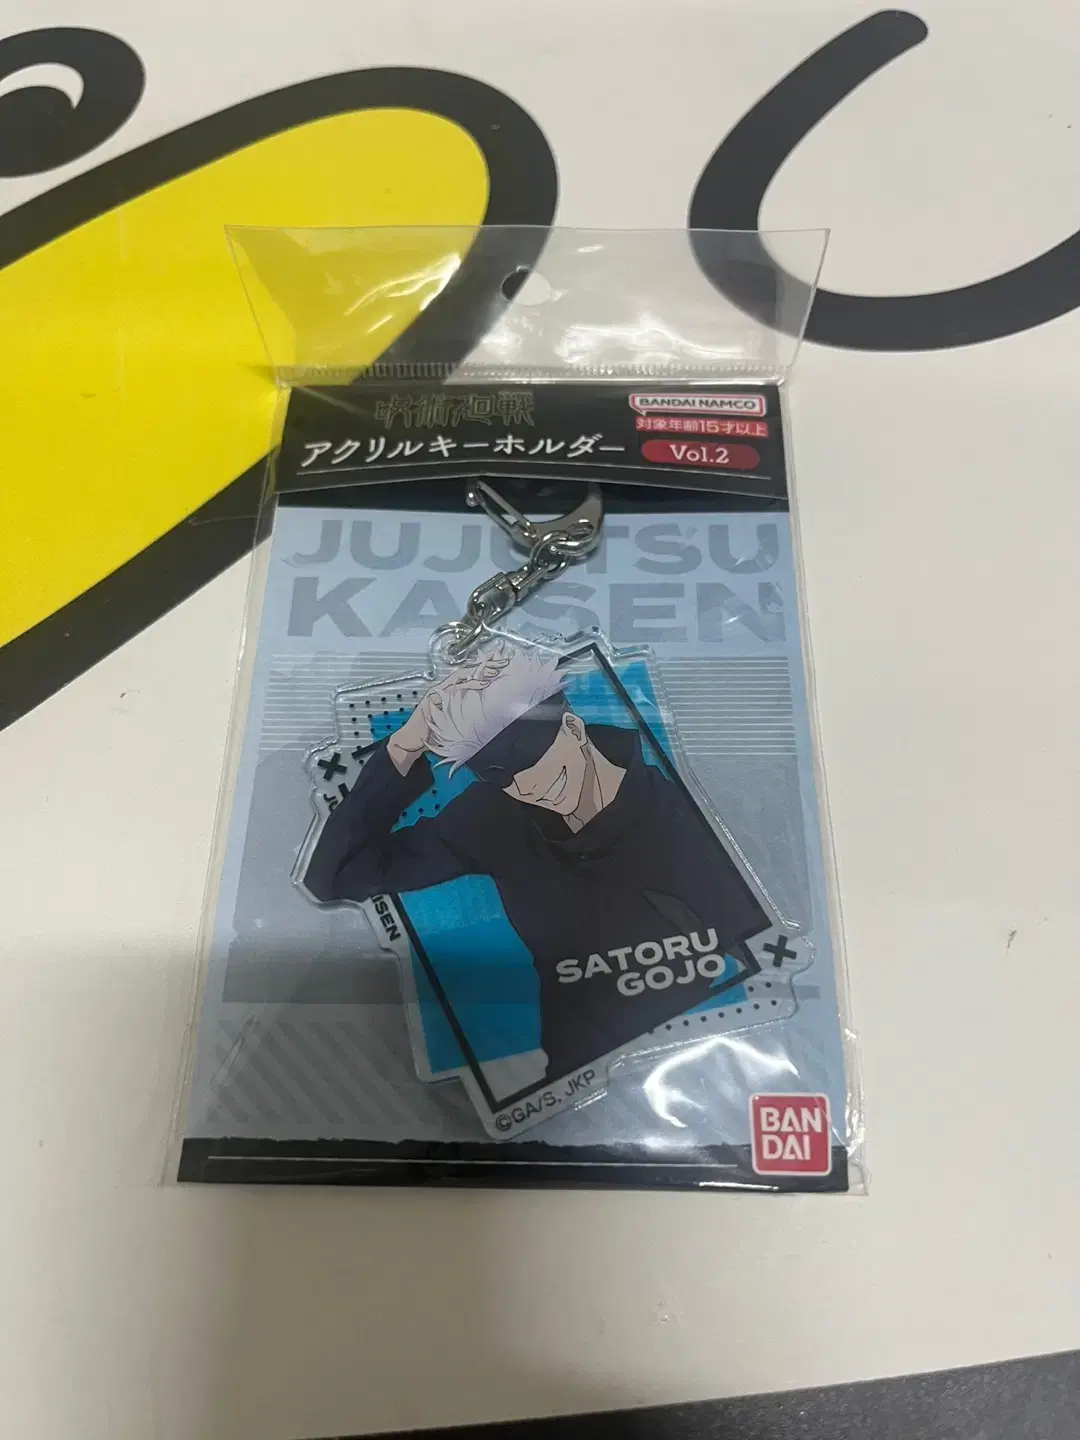 呪術廻戦
BANDAI NAMCO
対象年齢15才以上
アクリルキーホルダー
Vol.2
JUJUTSU
KAISEN
ISEN
SATORU
GOJO
©GA/S, JKP
BAN
DAI